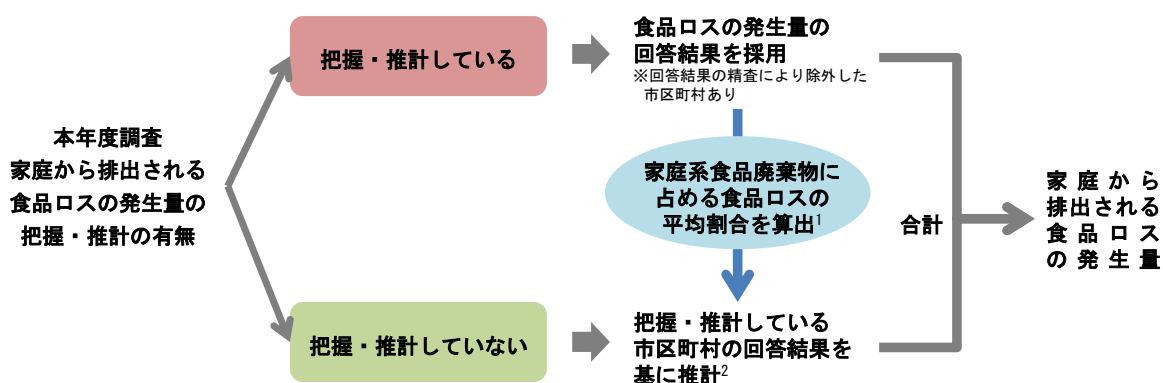 本年度調査
家庭から排出される
食品ロスの発生量の
把握・推計の有無
把握・推計している
食品ロスの発生量の
回答結果を採用
※回答結果の精査により除外した
市区町村あり
家庭系食品廃棄物に
占める食品ロスの
平均割合を算出1
把握・推計していない
把握・推計している
市区町村の回答結果を
基に推計2
合計
家庭から
排出される
食品ロス
の発生量